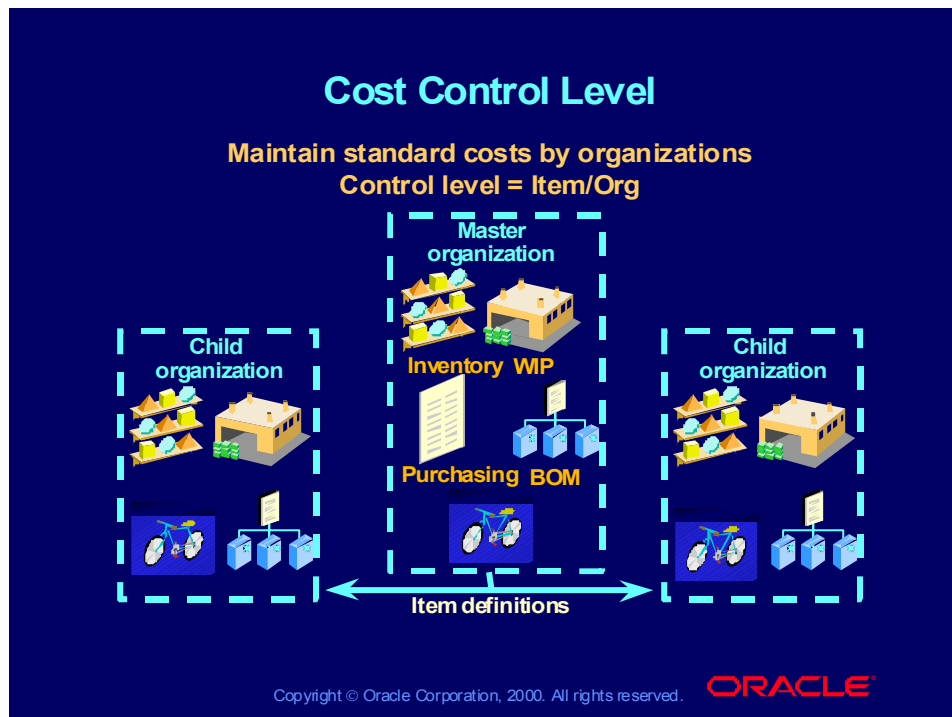 Cost Control Level
Maintain standard costs by organizations
Control level = Item/Org
Master
organization
Inventory WIP
Purchasing BOM
Child
organization
Child
organization
Item definitions
Copyright © Oracle Corporation, 2000. All rights reserved.
ORACLE®